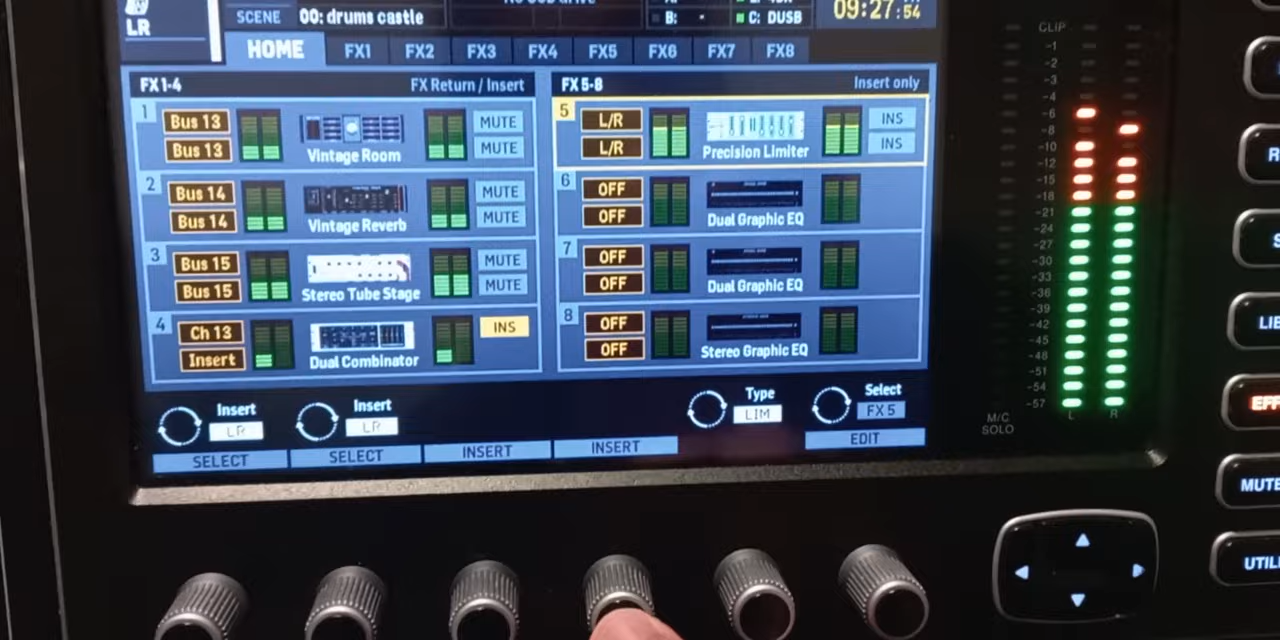 LR
SCENE 00: drums castle
B: C: DUSB
09:27:54
HOME FX1 FX2 FX3 FX4 FX5 FX6 FX7 FX8
FX1-4 FX Return / Insert
1
Bus 13
Bus 13
Vintage Room
MUTE
MUTE
2
Bus 14
Bus 14
Vintage Reverb
MUTE
MUTE
3
Bus 15
Bus 15
Stereo Tube Stage
MUTE
MUTE
4
Ch 13
Insert
Dual Combinator
INS
FX5-8 Insert only
5
L/R
L/R
Precision Limiter
INS
INS
6
OFF
OFF
Dual Graphic EQ
7
OFF
OFF
Dual Graphic EQ
8
OFF
OFF
Stereo Graphic EQ
Insert
LR
SELECT
Insert
LR
SELECT
INSERT
INSERT
Type
LIM
Select
FX 5
EDIT
CLIP
-1
-2
-3
-4
-6
-8
-10
-12
-15
-18
-21
-24
-27
-30
-33
-36
-39
-42
-45
-48
-51
-54
-57
L R
M/C
SOLO
R
S
LIB
EFF
MUTE
UTILI